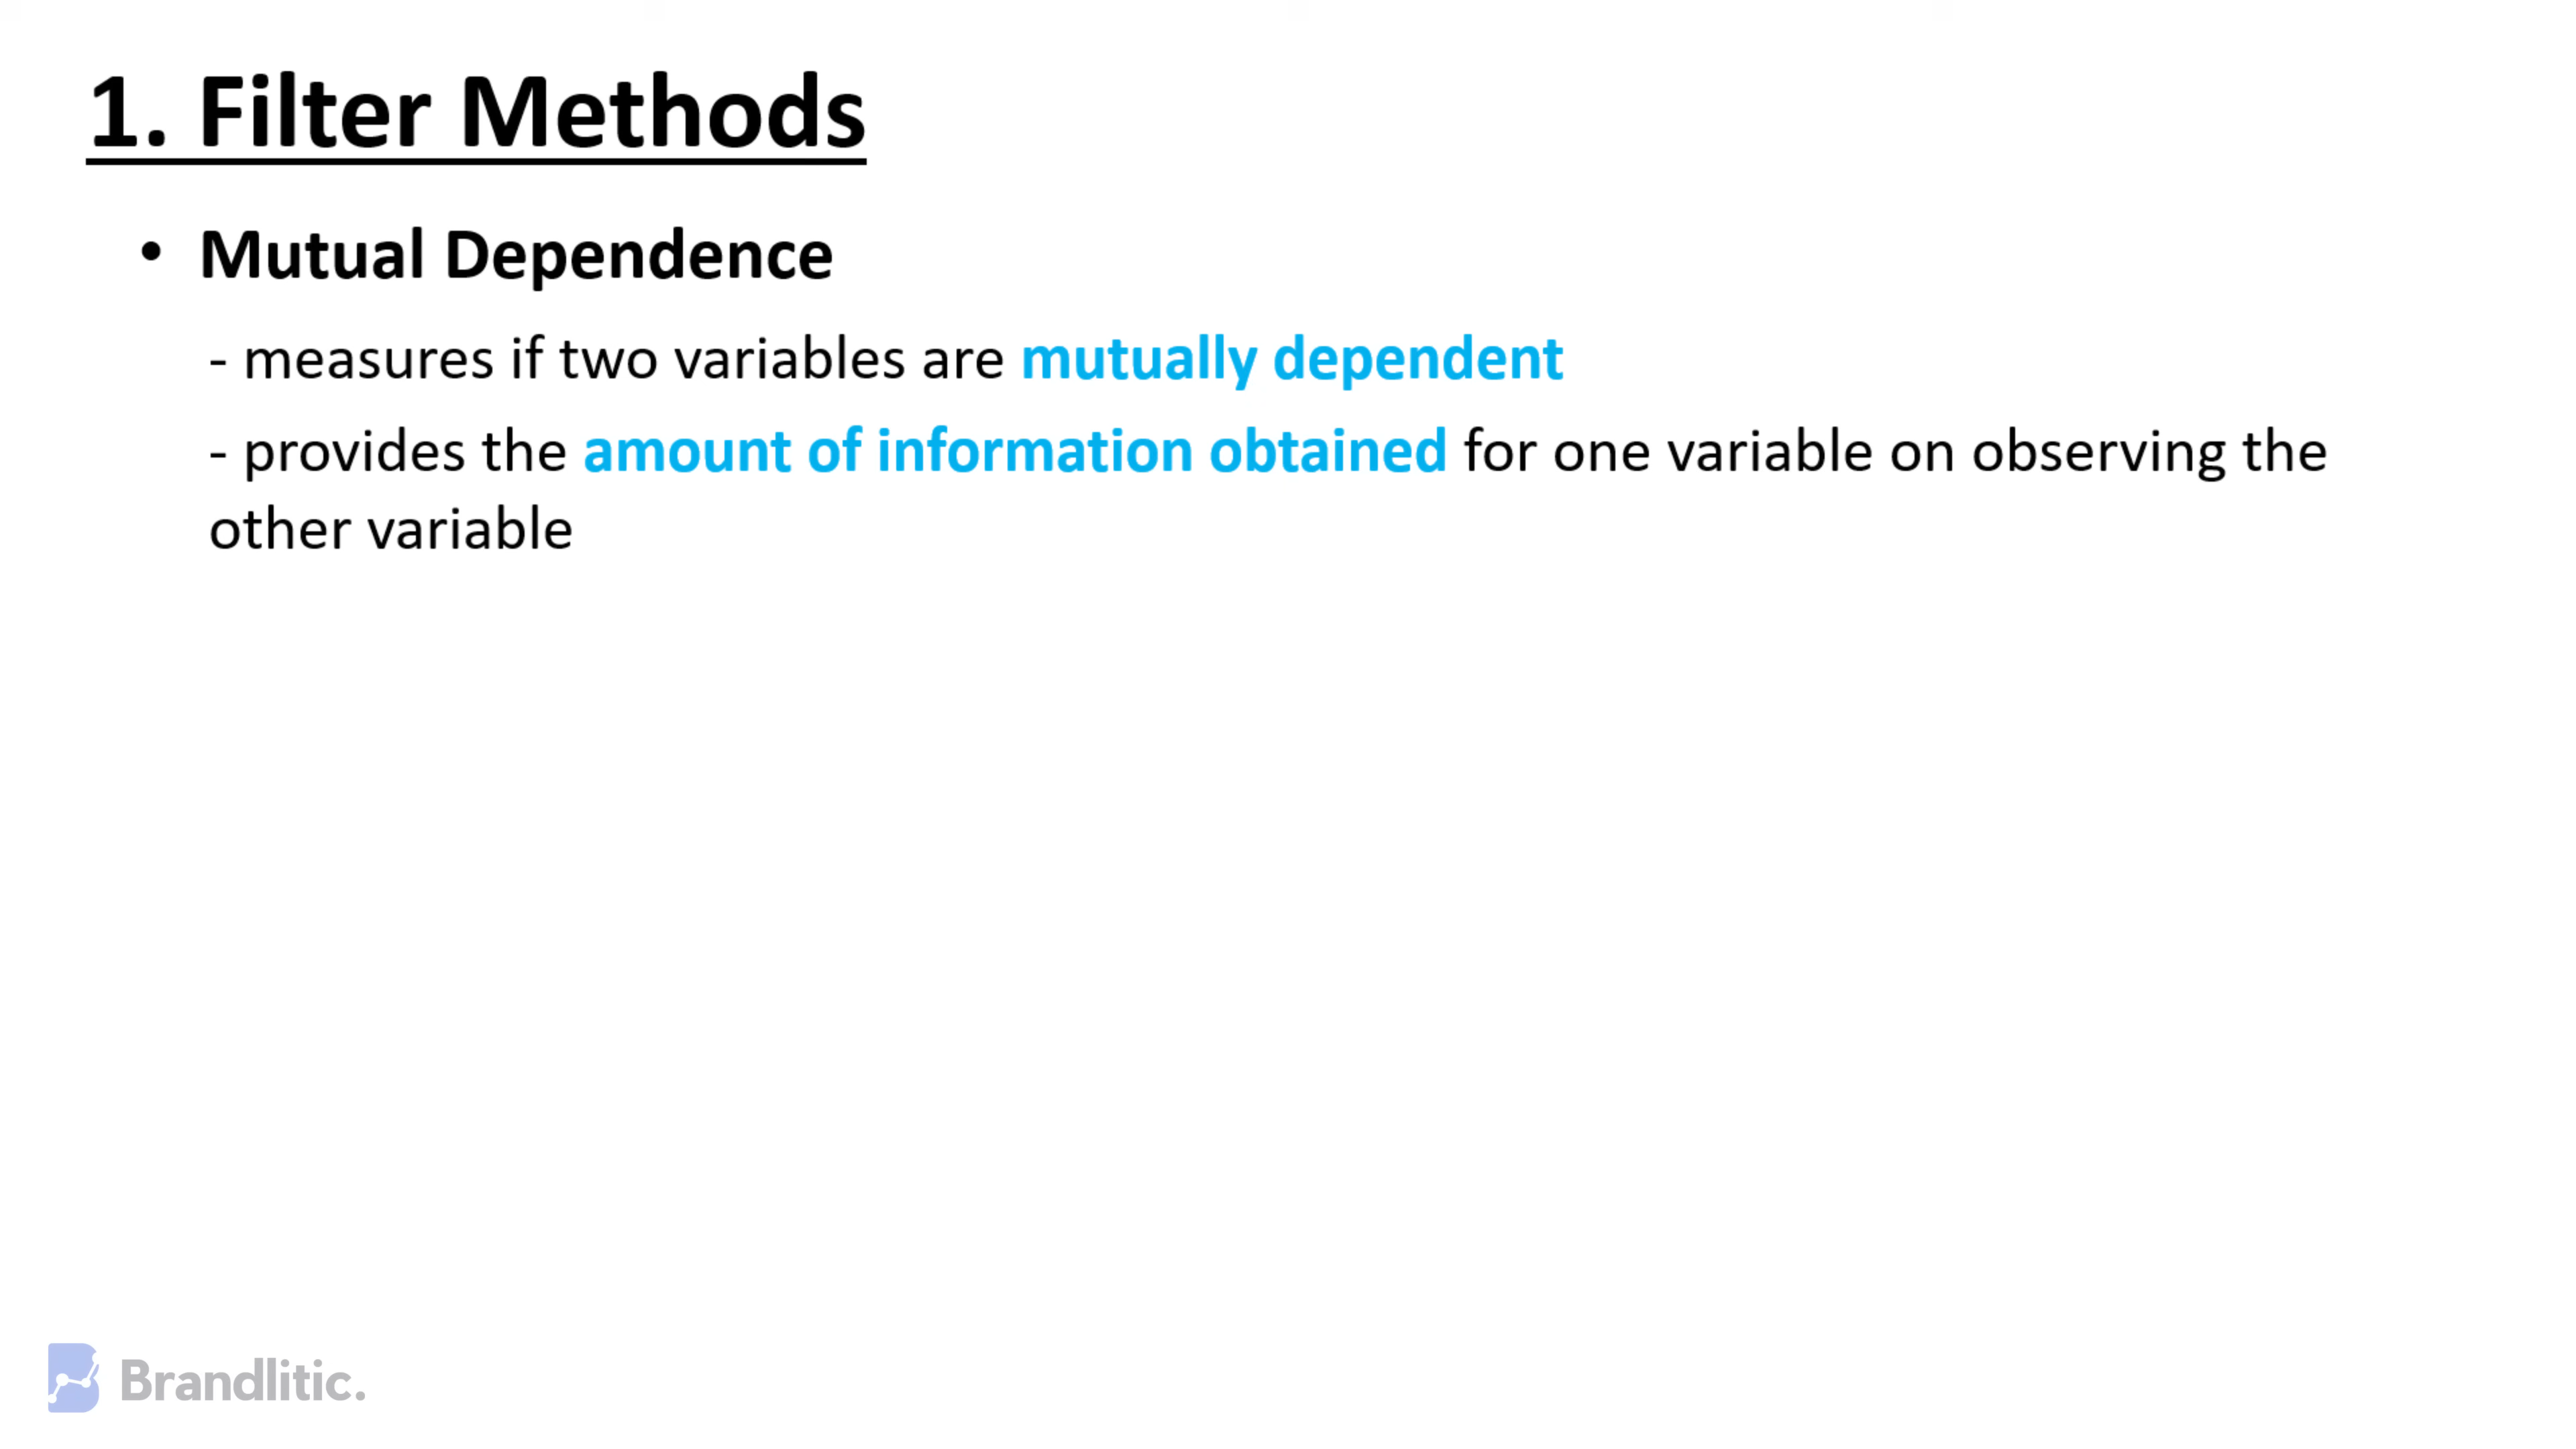 1. Filter Methods
• Mutual Dependence
- measures if two variables are mutually dependent
- provides the amount of information obtained for one variable on observing the
other variable
Brandlitic.